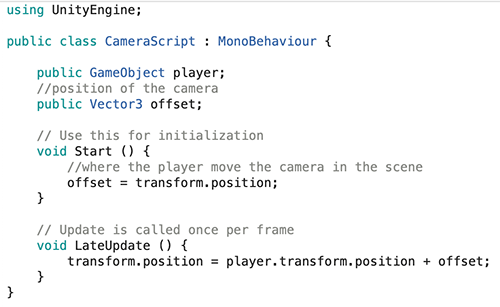 using UnityEngine;
public class CameraScript : MonoBehaviour {
public GameObject player;
//position of the camera
public Vector3 offset;
// Use this for initialization
void Start () {
//where the player move the camera in the scene
offset = transform.position;
}
// Update is called once per frame
void LateUpdate () {
transform.position = player.transform.position + offset;
}
}